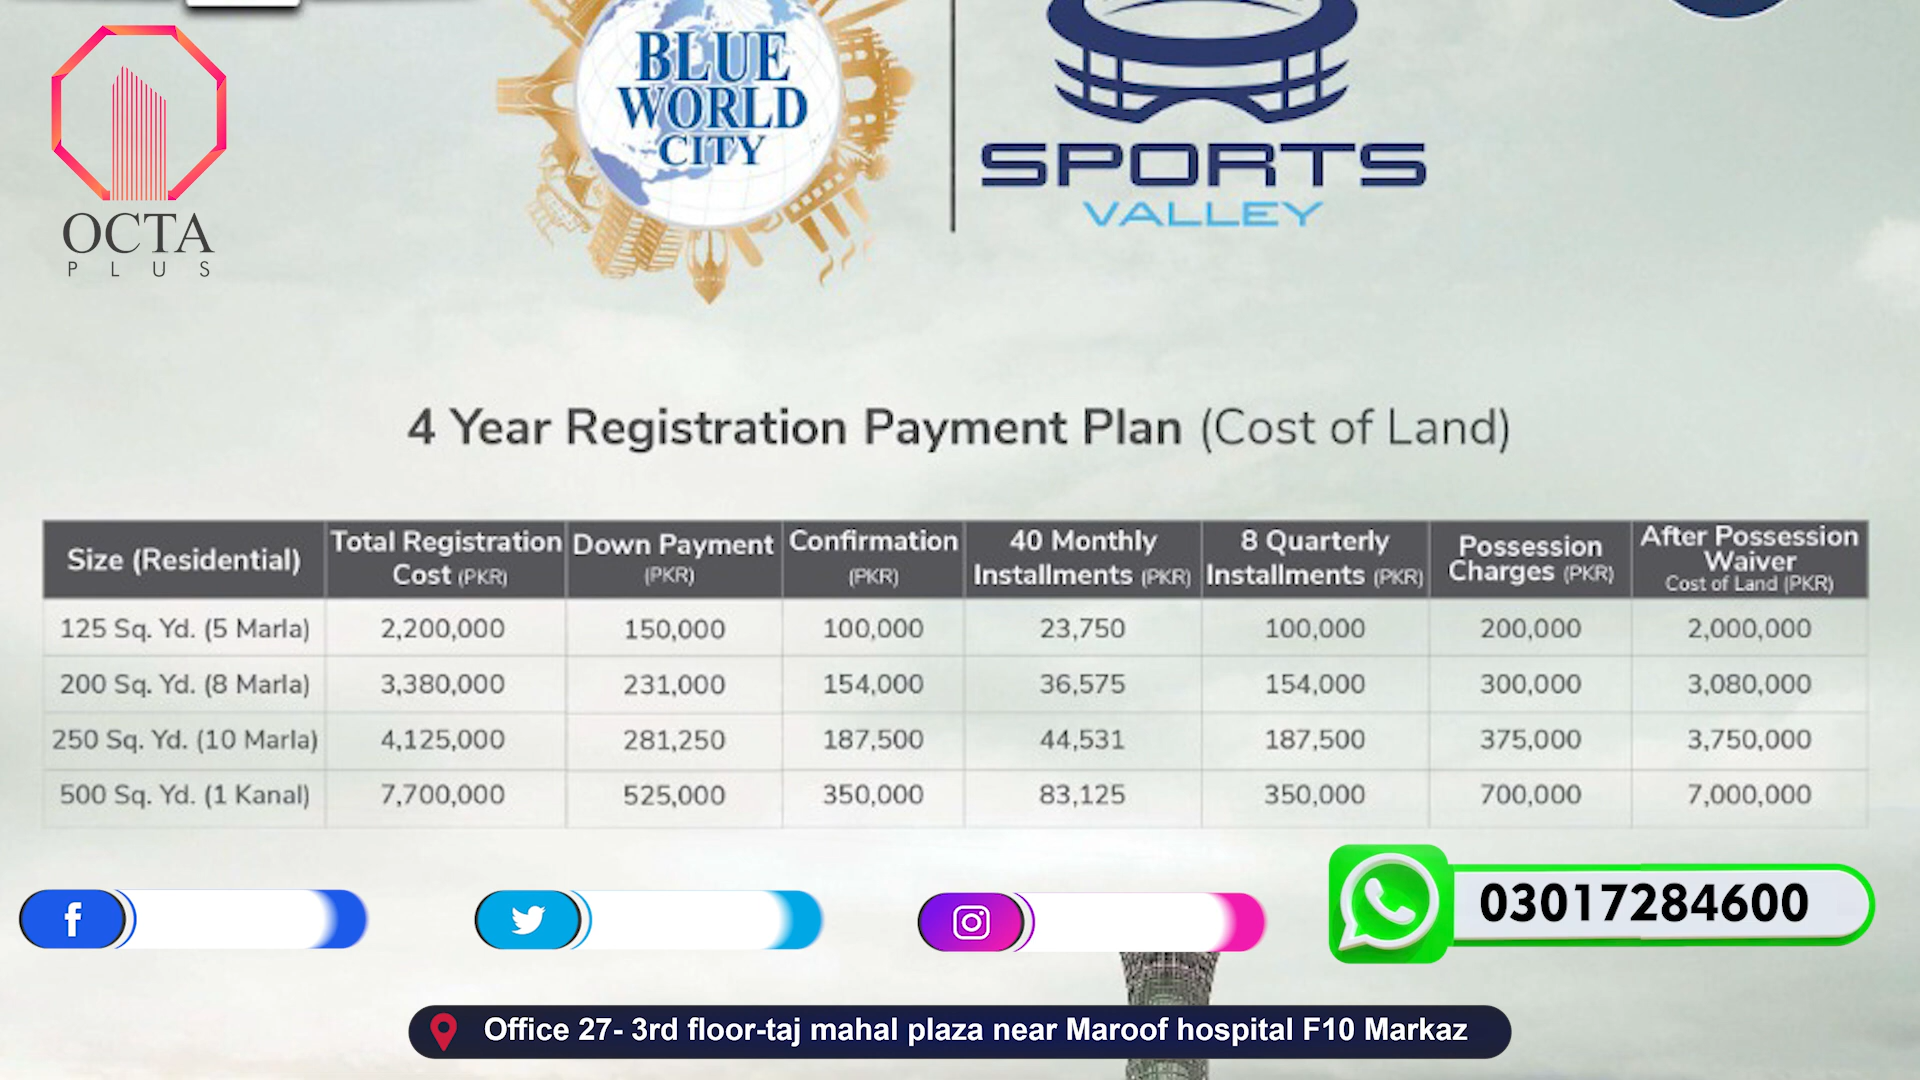 BLUE
WORLD
CITY
SPORTS
VALLEY
OCTA
PLUS
4 Year Registration Payment Plan (Cost of Land)
Size (Residential) Total Registration Cost (PKR) Down Payment (PKR) Confirmation (PKR) 40 Monthly Installments (PKR) 8 Quarterly Installments (PKR) Possession Charges (PKR) After Possession Waiver Cost of Land (PKR)
125 Sq. Yd. (5 Marla) 2,200,000 150,000 100,000 23,750 100,000 200,000 2,000,000
200 Sq. Yd. (8 Marla) 3,380,000 231,000 154,000 36,575 154,000 300,000 3,080,000
250 Sq. Yd. (10 Marla) 4,125,000 281,250 187,500 44,531 187,500 375,000 3,750,000
500 Sq. Yd. (1 Kanal) 7,700,000 525,000 350,000 83,125 350,000 700,000 7,000,000
03017284600
Office 27- 3rd floor-taj mahal plaza near Maroof hospital F10 Markaz